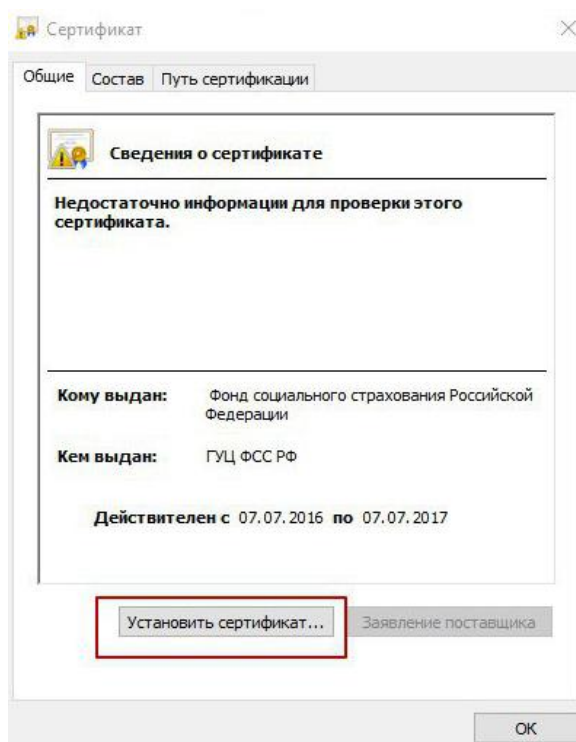 Сертификат
Общие Состав Путь сертификации
Сведения о сертификате
Недостаточно информации для проверки этого
сертификата.
Кому выдан: Фонд социального страхования Российской
Федерации
Кем выдан: ГУЦ ФСС РФ
Действителен с 07.07.2016 по 07.07.2017
Установить сертификат... Заявление поставщика
ОК